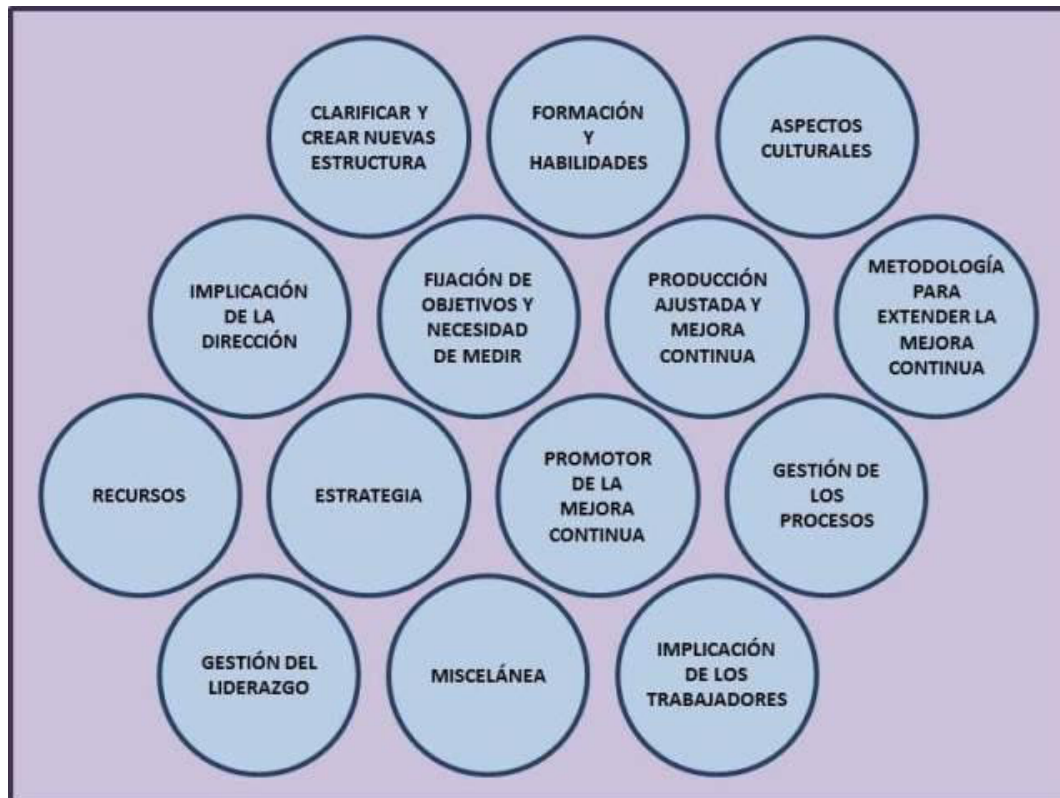 CLARIFICAR Y
CREAR NUEVAS
ESTRUCTURA
FORMACIÓN
Y
HABILIDADES
ASPECTOS
CULTURALES
IMPLICACIÓN
DE LA
DIRECCIÓN
FIJACIÓN DE
OBJETIVOS Y
NECESIDAD
DE MEDIR
PRODUCCIÓN
AJUSTADA Y
MEJORA
CONTINUA
METODOLOGÍA
PARA
EXTENDER LA
MEJORA
CONTINUA
RECURSOS
ESTRATEGIA
PROMOTOR
DE LA
MEJORA
CONTINUA
GESTIÓN DE
LOS
PROCESOS
GESTIÓN DEL
LIDERAZGO
MISCELÁNEA
IMPLICACIÓN
DE LOS
TRABAJADORES